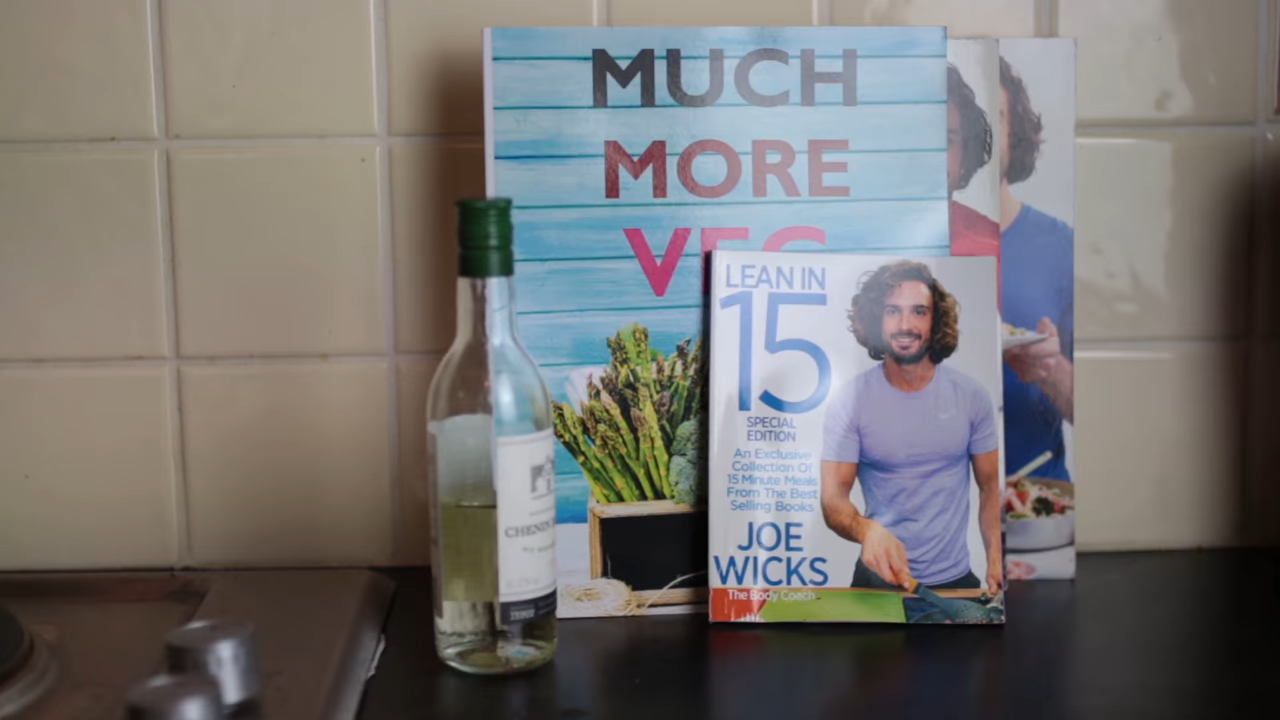 MUCH
MORE
VEG
LEAN IN
15
SPECIAL
EDITION
An Exclusive
Collection Of
15 Minute Meals
From The Best
Selling Books
JOE
WICKS
The Body Coach
CHENIN